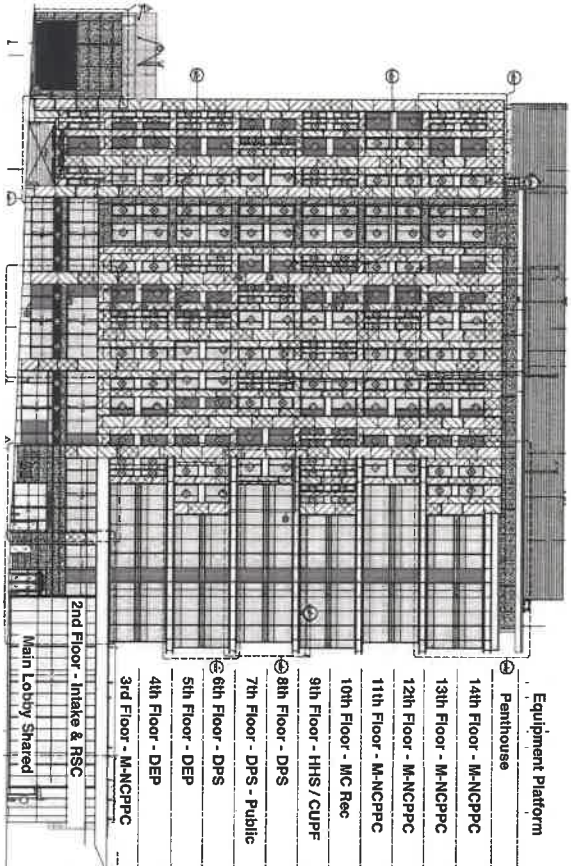 Equipment Platform
Penthouse
14th Floor - M-NCPPC
13th Floor - M-NCPPC
12th Floor - M-NCPPC
11th Floor - M-NCPPC
10th Floor - MC Rec
9th Floor - HHS / CUPF
8th Floor - DPS
7th Floor - DPS - Public
6th Floor - DPS
5th Floor - DEP
4th Floor - DEP
3rd Floor - M-NCPPC
2nd Floor - Intake & RSC
Main Lobby Shared